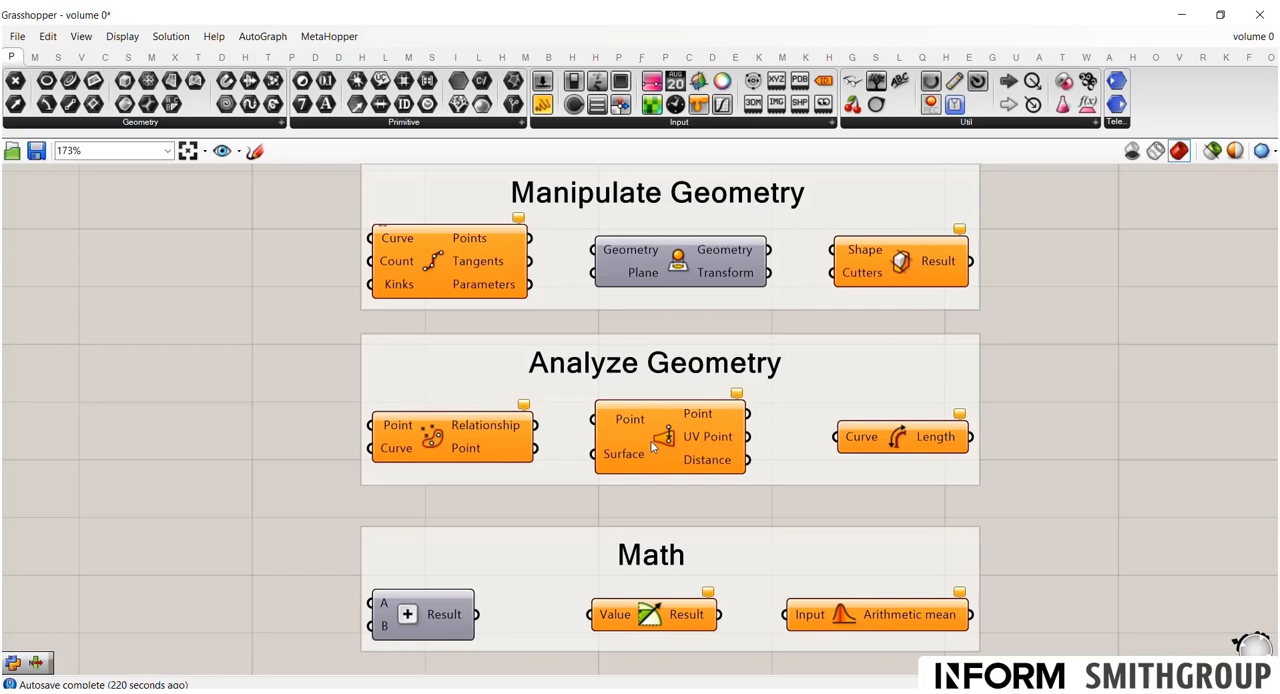 Grasshopper - volume 0*
File Edit View Display Solution Help AutoGraph MetaHopper volume 0
P M S V C S M I T D H L H L H K B H H P F P C D E K M H G S L Q H E H L F O
Geometry Primitive Input Util Tele...
173%
Manipulate Geometry
Curve Points
Count Tangents
Kinks Parameters
Geometry Geometry
Plane Transform
Shape Result
Cutters
Analyze Geometry
Point Relationship
Curve Point
Point Point
UV Point
Surface Distance
Curve Length
Math
A Result
B
Value Result
Input Arithmetic mean
Autosave complete (220 seconds ago)
INFORM SMITHGROUP